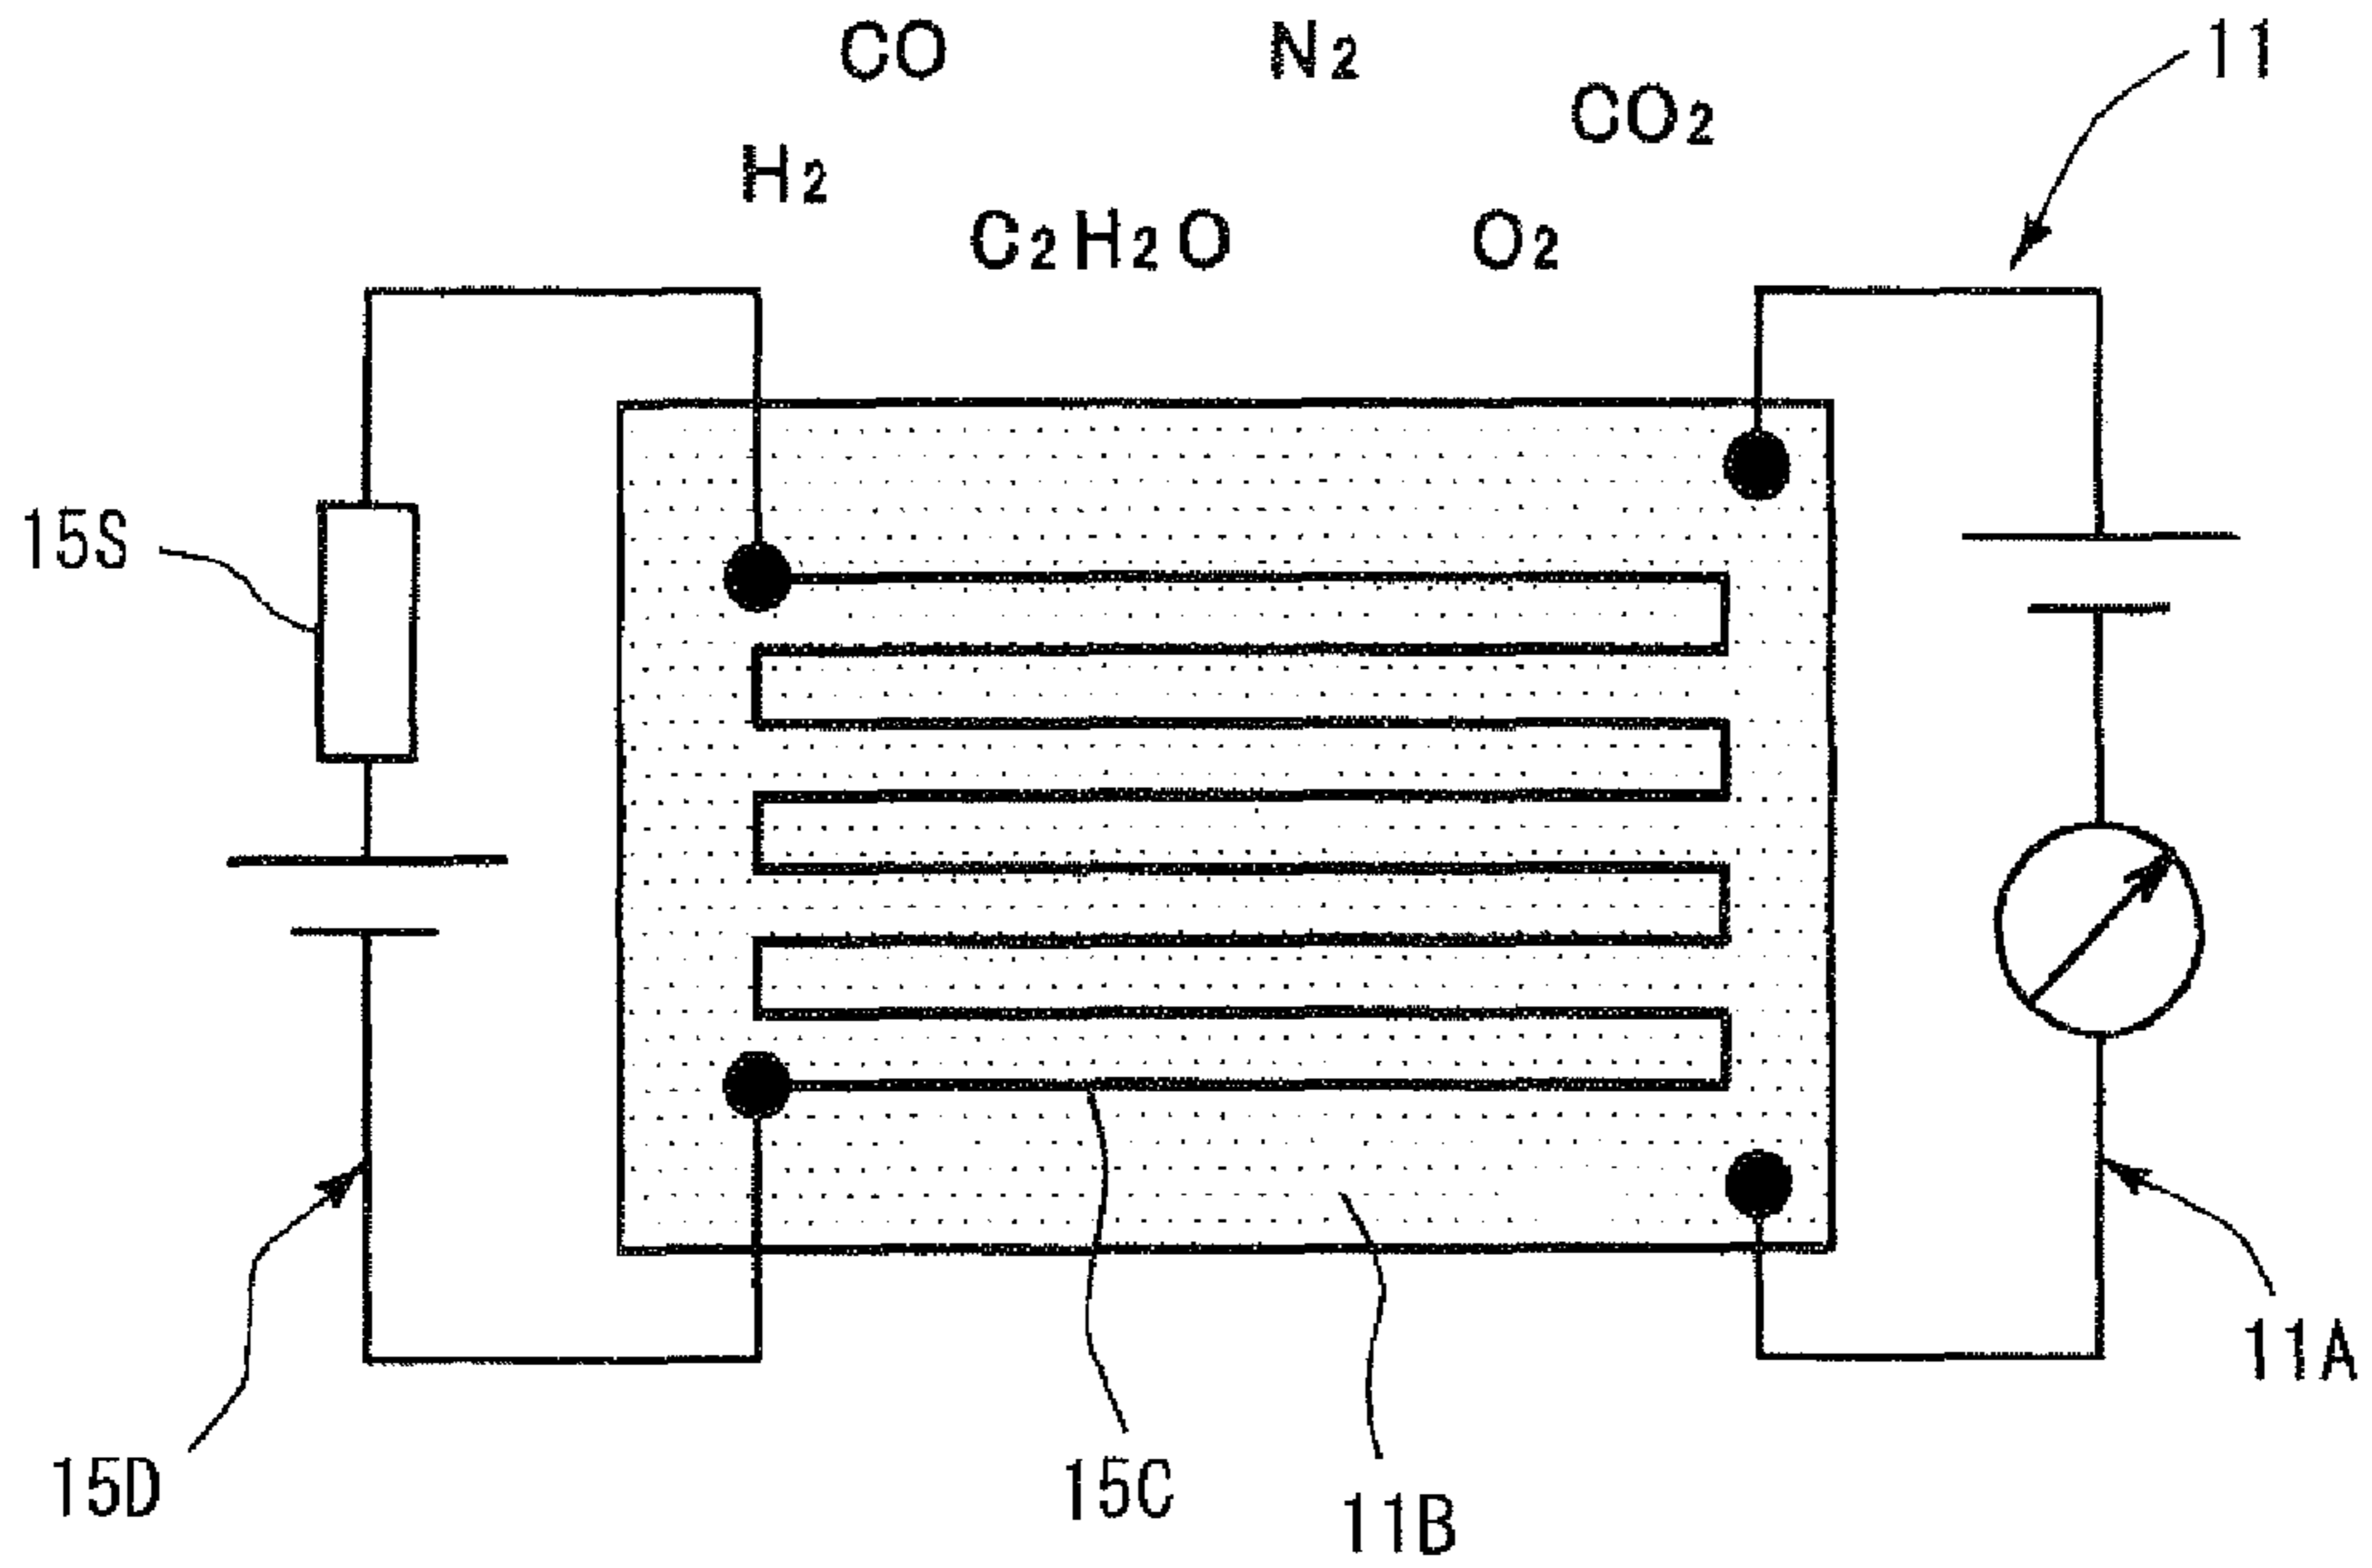 CO
N₂
11
CO₂
H₂
C₂H₂O
O₂
15S
11A
15D
15C
11B